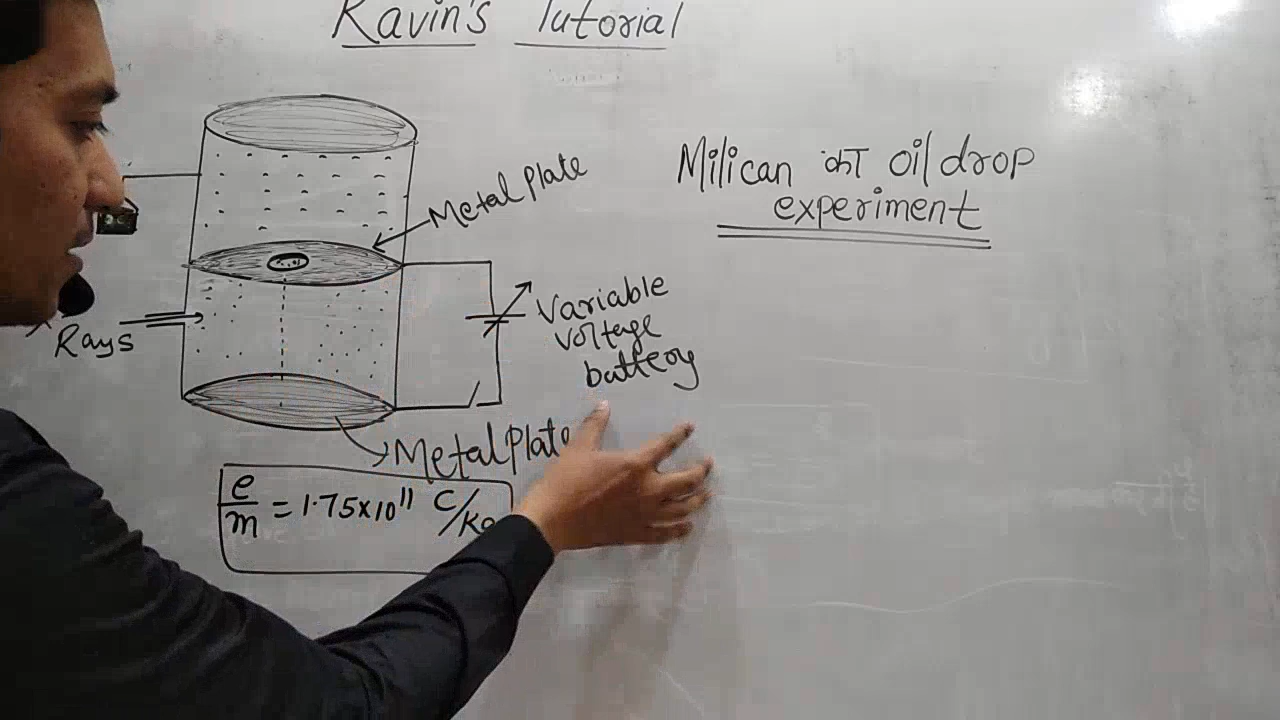 Ravin's Tutorial
Milican का oil drop
experiment
Metal plate
Variable
voltage
battery
X Rays
Metal Plate
e/m = 1.75x10¹¹ C/Kg